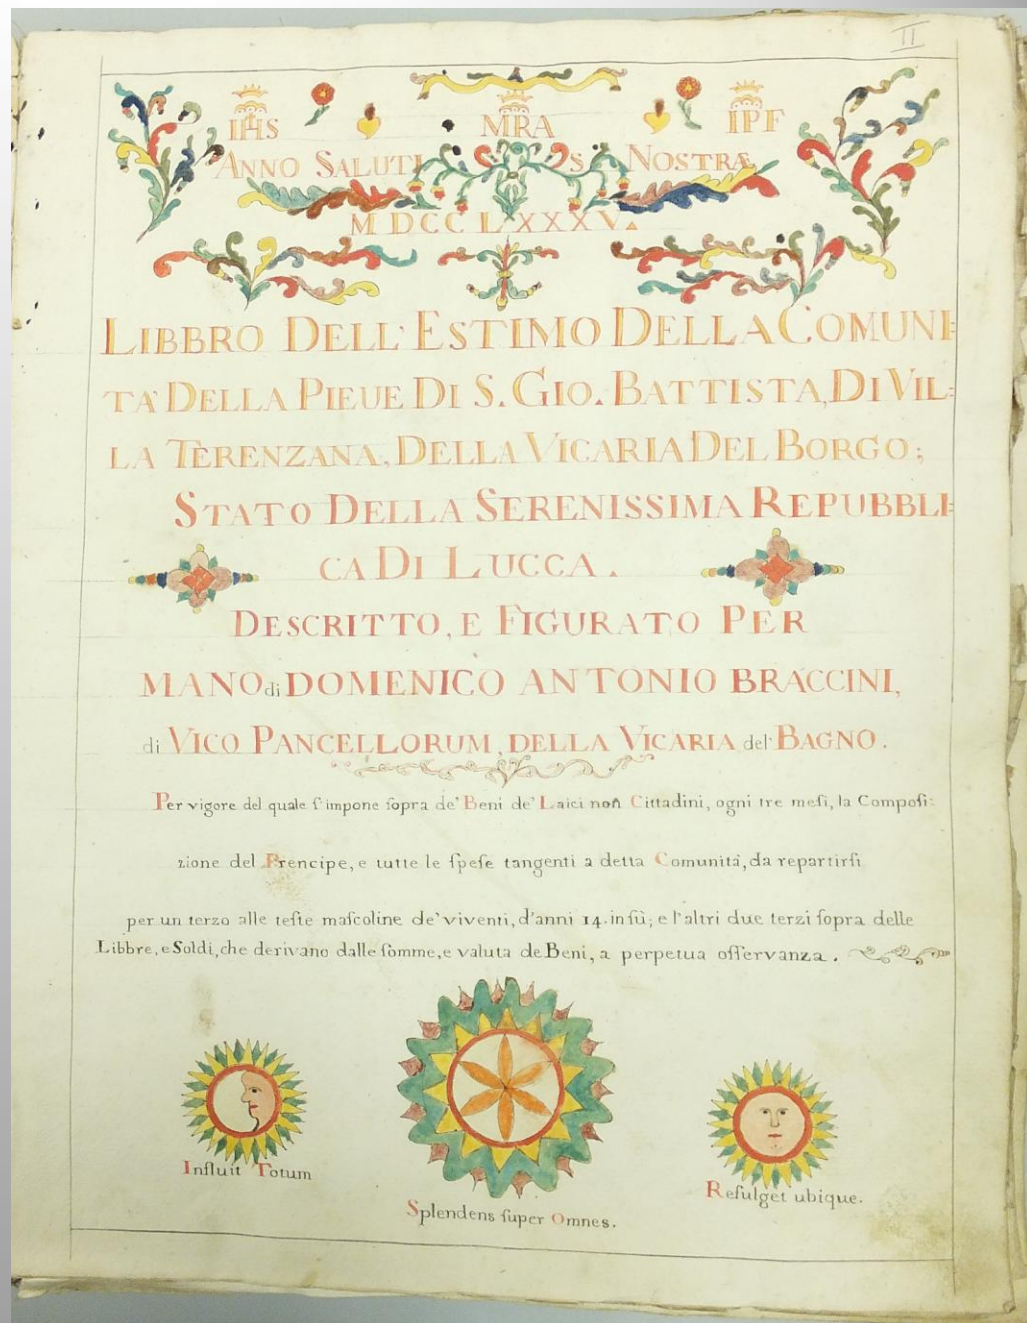 II
IHS MRA IPF
ANNO SALUTIS NOSTRÆ
MDCCLXXXV.
LIBBRO DELL'ESTIMO DELLA COMUNI=
TA' DELLA PIEUE DI S. GIO. BATTISTA, DI VIL=
LA TERENZANA, DELLA VICARIA DEL BORGO;
STATO DELLA SERENISSIMA REPUBBLI=
CA DI LUCCA.
DESCRITTO, E FIGURATO PER
MANO di DOMENICO ANTONIO BRACCINI,
di VICO PANCELLORUM, DELLA VICARIA del' BAGNO.
Per vigore del quale s'impone ſopra de' Beni de' Laici non Cittadini, ogni tre meſi, la Compoſi=
zione del Prencipe, e tutte le ſpeſe tangenti a detta Comunità, da repartirſi
per un terzo alle teſte maſcoline de' viventi, d'anni 14. in ſù; e l'altri due terzi ſopra delle
Libbre, e Soldi, che derivano dalle ſomme, e valuta de Beni, a perpetua oſſervanza.
Influit Totum
Splendens ſuper Omnes.
Refulget ubique.